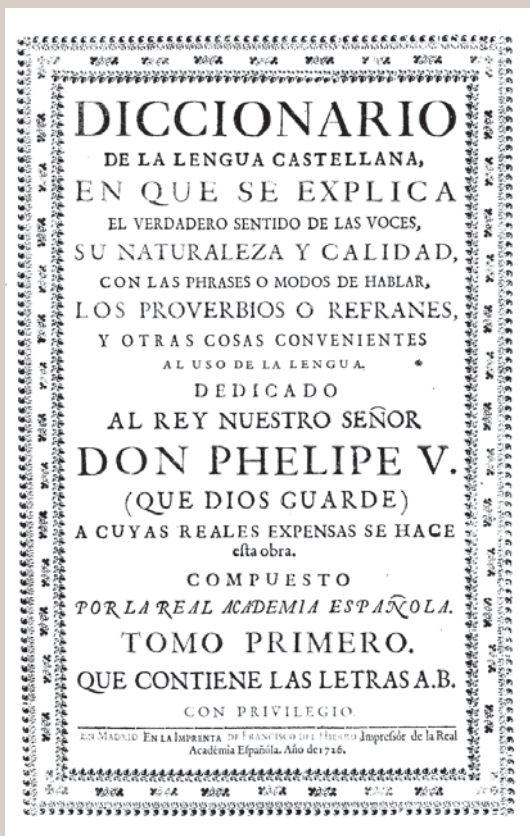 DICCIONARIO
DE LA LENGUA CASTELLANA,
EN QUE SE EXPLICA
EL VERDADERO SENTIDO DE LAS VOCES,
SU NATURALEZA Y CALIDAD,
CON LAS PHRASES O MODOS DE HABLAR,
LOS PROVERBIOS O REFRANES,
Y OTRAS COSAS CONVENIENTES
AL USO DE LA LENGUA.
DEDICADO
AL REY NUESTRO SEÑOR
DON PHELIPE V.
(QUE DIOS GUARDE)
A CUYAS REALES EXPENSAS SE HACE
eſta obra.
COMPUESTO
POR LA REAL ACADEMIA ESPAÑOLA.
TOMO PRIMERO.
QUE CONTIENE LAS LETRAS A.B.
CON PRIVILEGIO.
EN MADRID EN LA IMPRENTA DE FRANCISCO DEL HIERRO Impreſsór de la Real
Académia Eſpañóla. Año de 1726.